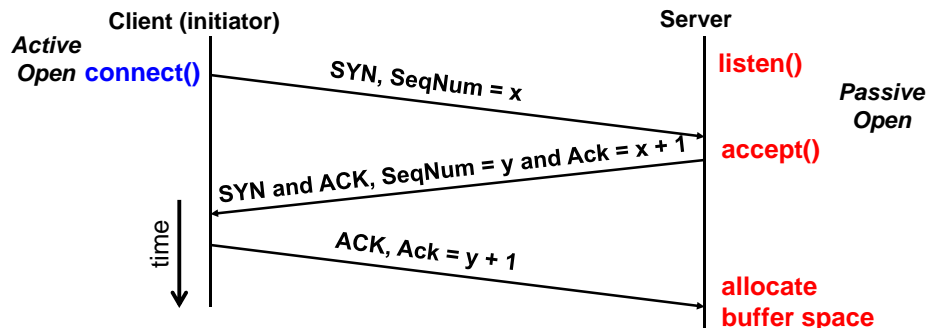 Client (initiator)
Server
Active
Open
connect()
listen()
SYN, SeqNum = x
Passive
Open
accept()
SYN and ACK, SeqNum = y and Ack = x + 1
time
ACK, Ack = y + 1
allocate
buffer space